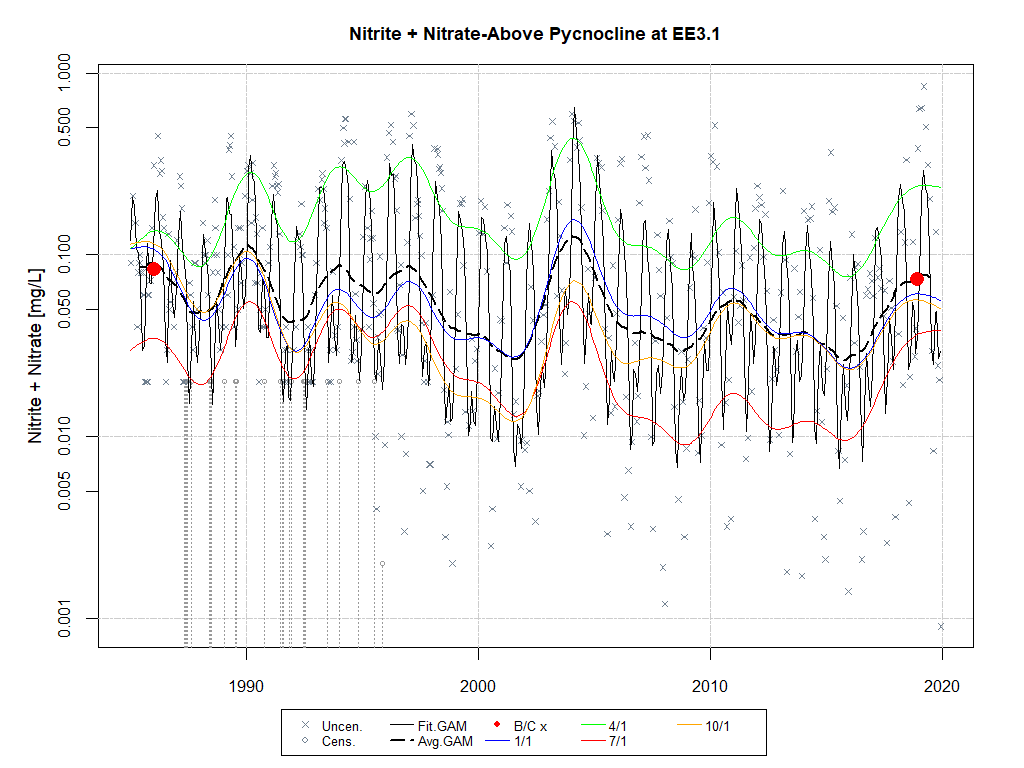 Nitrite + Nitrate-Above Pycnocline at EE3.1
Nitrite + Nitrate [mg/L]
1.000
0.500
0.100
0.050
0.010
0.005
0.001
1990 2000 2010 2020
Uncen. Fit.GAM B/C x 4/1 10/1
Cens. Avg.GAM 1/1 7/1